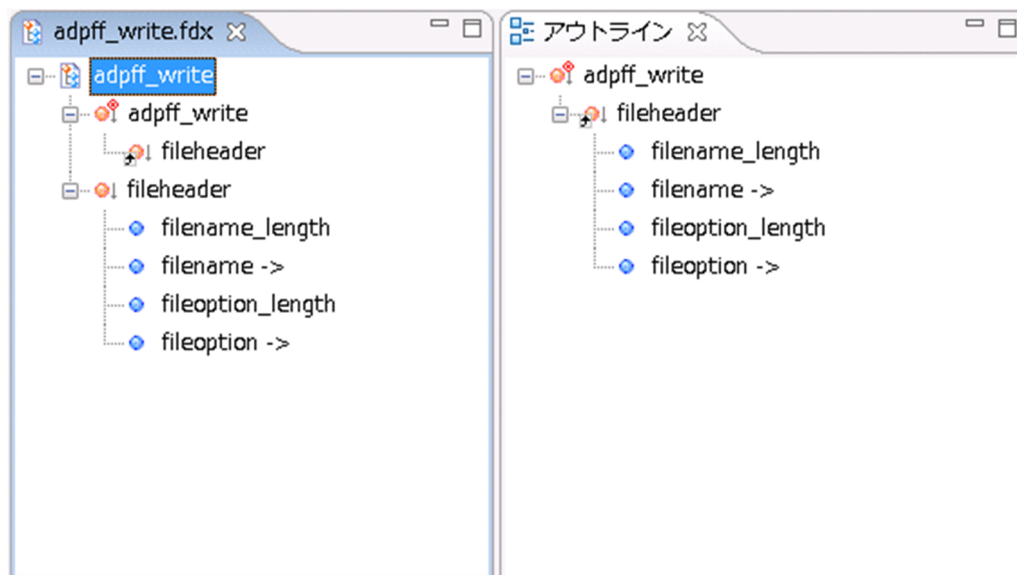 adpff_write.fdx
adpff_write
adpff_write
fileheader
fileheader
filename_length
filename ->
fileoption_length
fileoption ->
アウトライン
adpff_write
fileheader
filename_length
filename ->
fileoption_length
fileoption ->